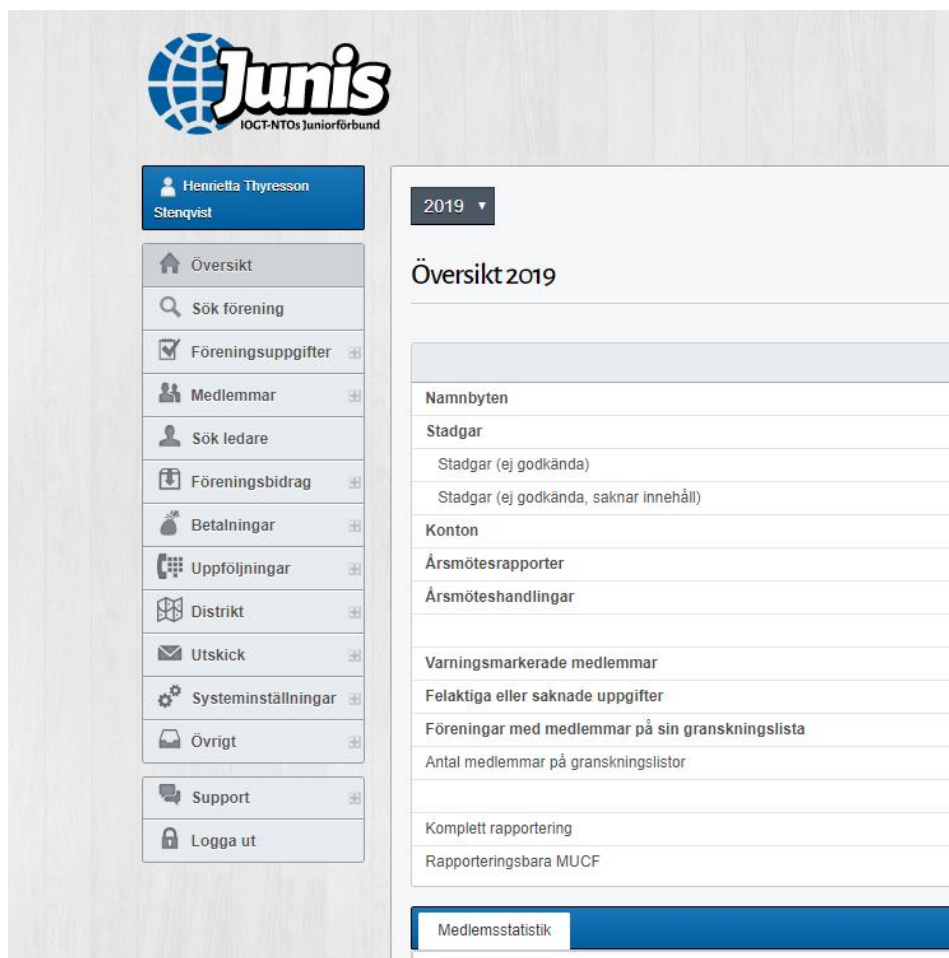 Junis
IOGT-NTOs Juniorförbund
Henrietta Thyresson
Stenqvist
Översikt
Sök förening
Föreningsuppgifter
Medlemmar
Sök ledare
Föreningsbidrag
Betalningar
Uppföljningar
Distrikt
Utskick
Systeminställningar
Övrigt
Support
Logga ut
2019
Översikt 2019
Namnbyten
Stadgar
Stadgar (ej godkända)
Stadgar (ej godkända, saknar innehåll)
Konton
Årsmötesrapporter
Årsmöteshandlingar
Varningsmarkerade medlemmar
Felaktiga eller saknade uppgifter
Föreningar med medlemmar på sin granskningslista
Antal medlemmar på granskningslistor
Komplett rapportering
Rapporteringsbara MUCF
Medlemsstatistik